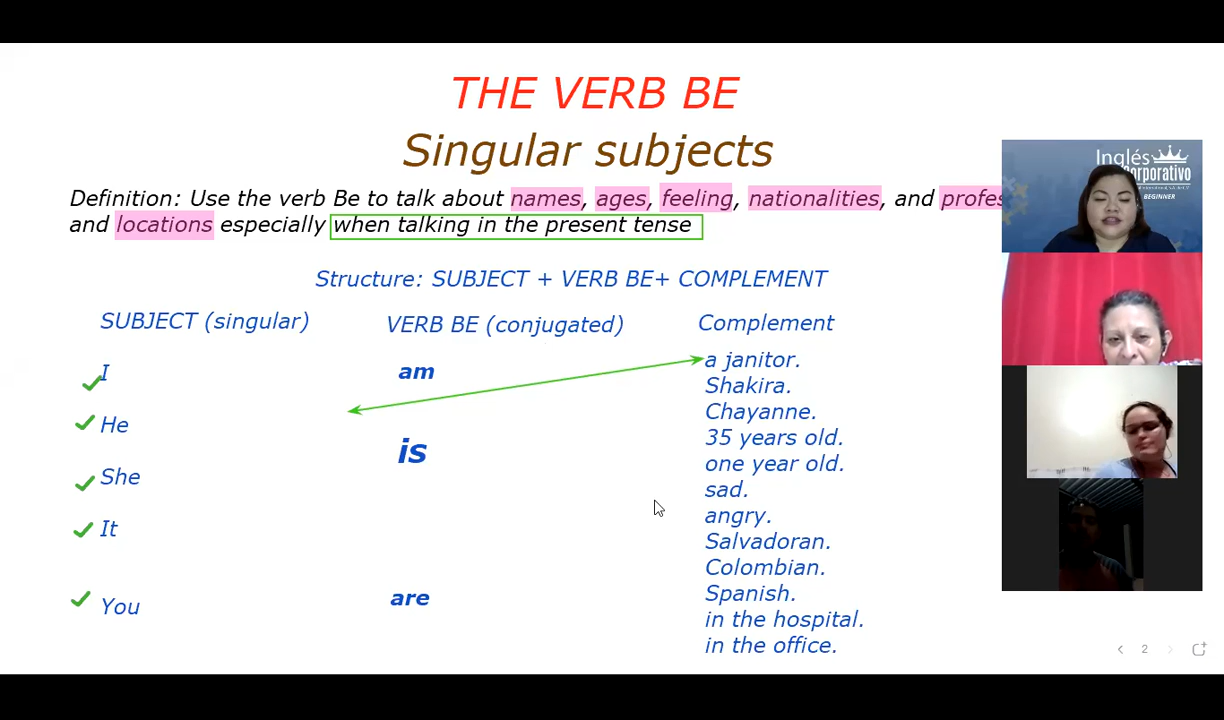 THE VERB BE
Singular subjects
Definition: Use the verb Be to talk about names, ages, feeling, nationalities, and profes
and locations especially when talking in the present tense
Structure: SUBJECT + VERB BE+ COMPLEMENT
SUBJECT (singular) VERB BE (conjugated) Complement
I am a janitor.
Shakira.
He Chayanne.
is 35 years old.
one year old.
She sad.
angry.
It Salvadoran.
Colombian.
You are Spanish.
in the hospital.
in the office.
Inglés
Corporativo
BEGINNER
2